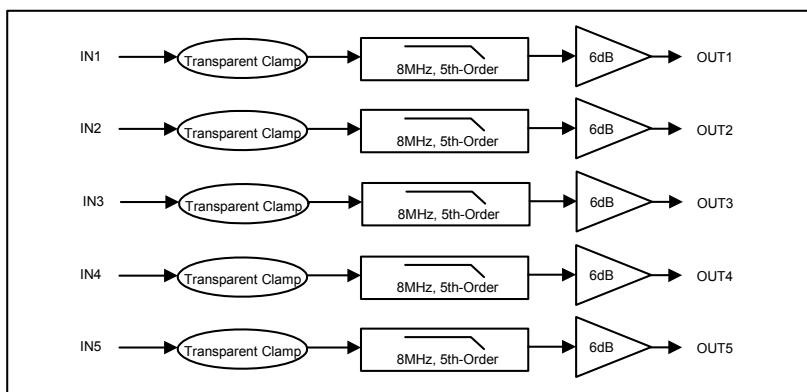 IN1 Transparent Clamp 8MHz, 5th-Order 6dB OUT1
IN2 Transparent Clamp 8MHz, 5th-Order 6dB OUT2
IN3 Transparent Clamp 8MHz, 5th-Order 6dB OUT3
IN4 Transparent Clamp 8MHz, 5th-Order 6dB OUT4
IN5 Transparent Clamp 8MHz, 5th-Order 6dB OUT5